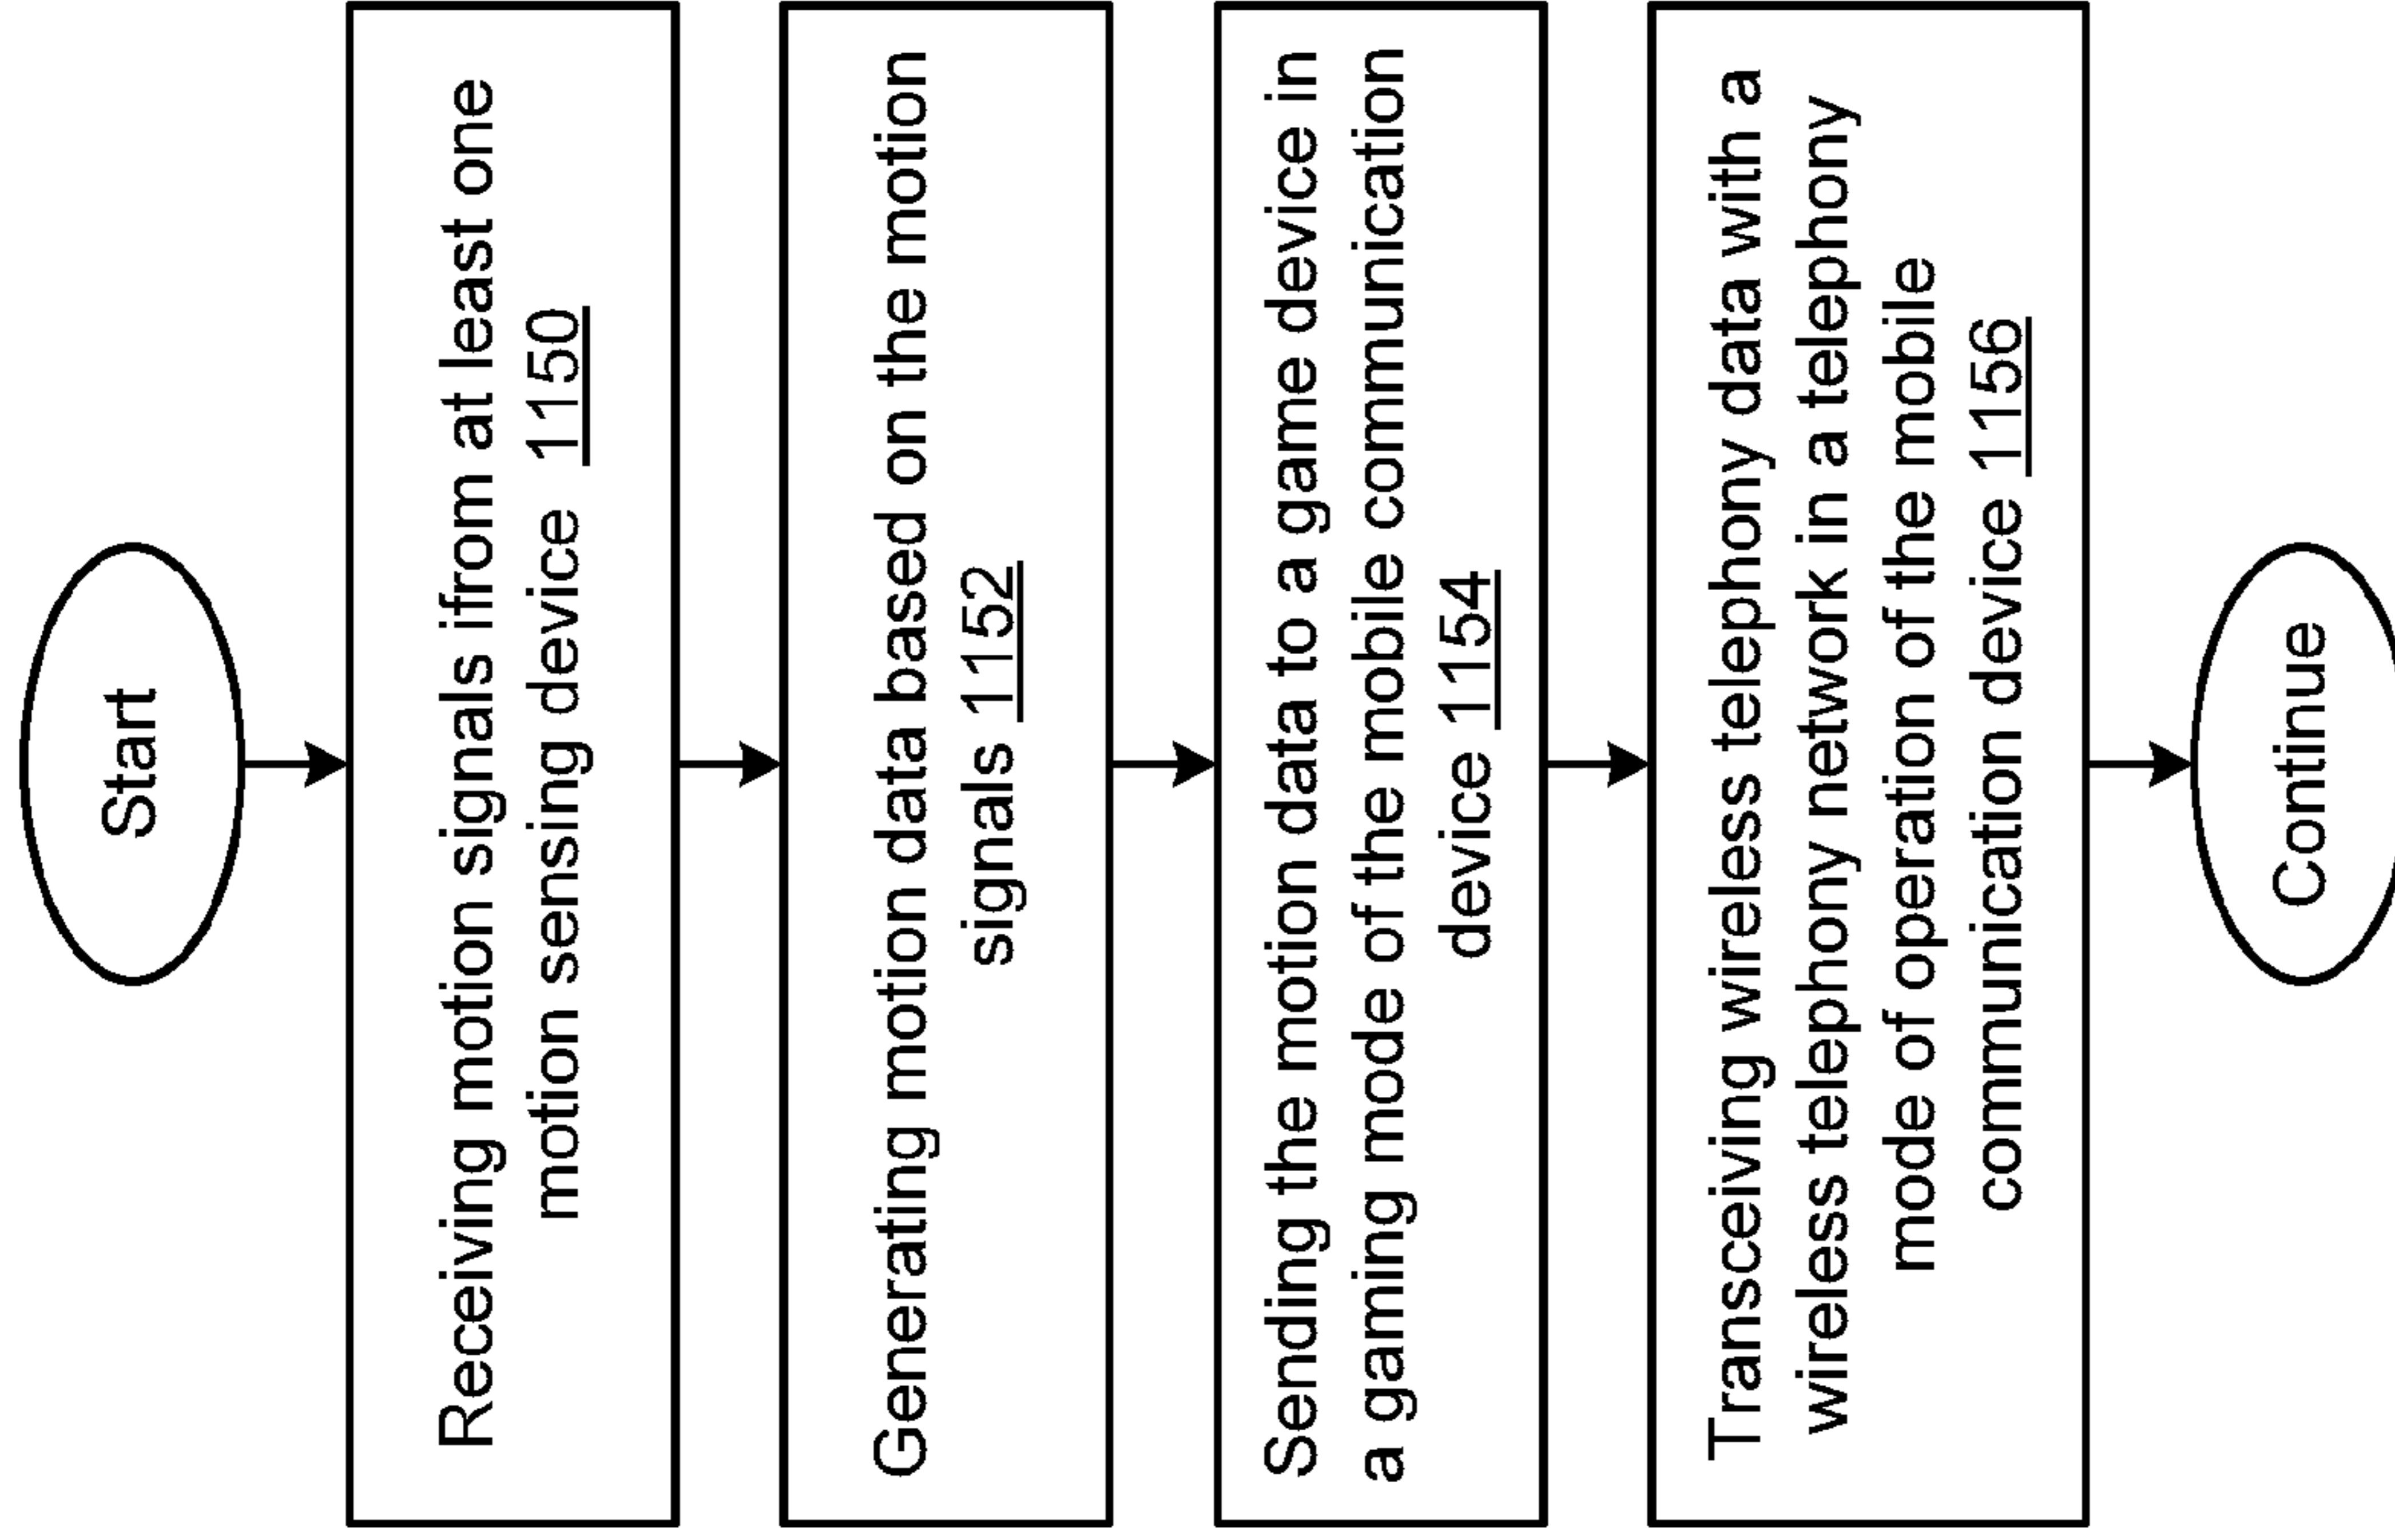 Start
Receiving motion signals ifrom at least one
motion sensing device 1150
Generating motion data based on the motion
signals 1152
Sending the motion data to a game device in
a gaming mode of the mobile communication
device 1154
Transceiving wireless telephony data with a
wireless telephony network in a telephony
mode of operation of the mobile
communication device 1156
Continue